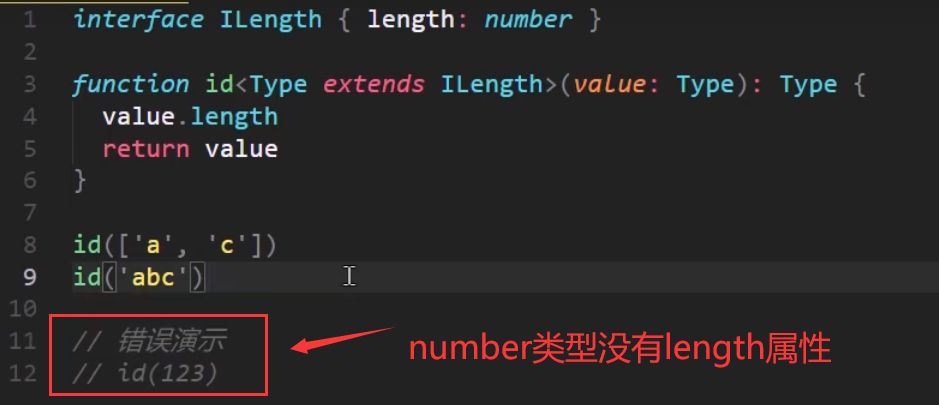 1 interface ILength { length: number }
2
3 function id<Type extends ILength>(value: Type): Type {
4   value.length
5   return value
6 }
7
8 id(['a', 'c'])
9 id('abc')
10
11 // 错误演示
12 // id(123)
number类型没有length属性